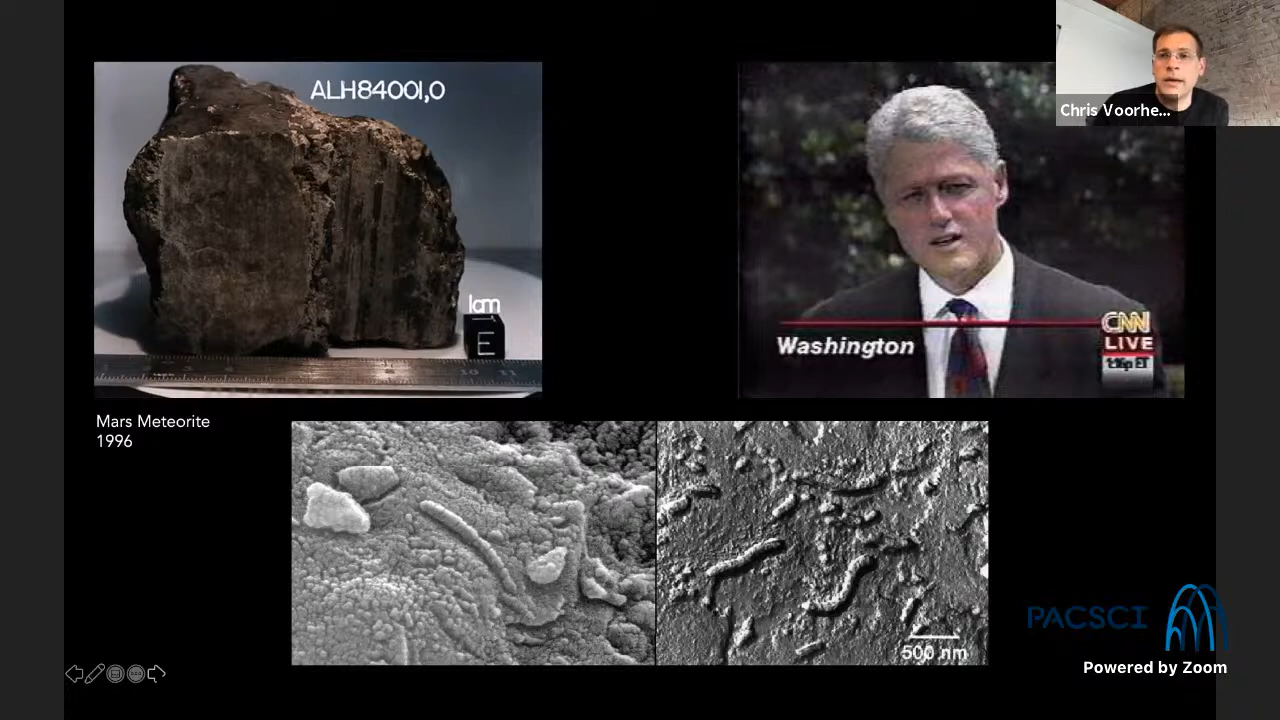 ALH84001,0
1cm
E
Chris Voorhe...
Washington
CNN
LIVE
1:16p ET
Mars Meteorite
1996
500 nm
PACSCI
Powered by Zoom